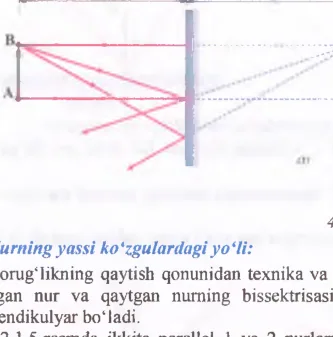 B
A
4
urning yassi ko‘zgulardagi yo‘li:
orug‘likning qaytish qonunidan texnika va
gan nur va qaytgan nurning bissektrisasi
endikulyar bo‘ladi.
2.1.5-rasmda ikkita parallel 1 va 2 nurlar